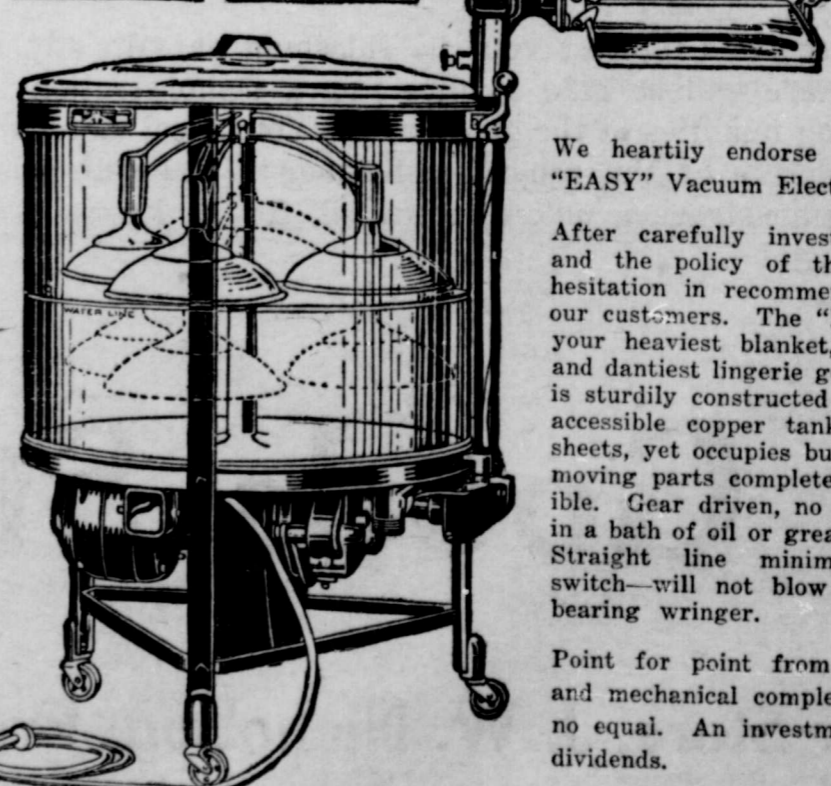 WATER LINE
We heartily endorse
“EASY” Vacuum Elect
After carefully inves
and the policy of th
hesitation in recomme
our customers. The “
your heaviest blanket,
and dantiest lingerie g
is sturdily constructed
accessible copper tank
sheets, yet occupies bu
moving parts complete
ible. Gear driven, no
in a bath of oil or grea
Straight line minim
switch—will not blow
bearing wringer.
Point for point from
and mechanical comple
no equal. An investm
dividends.